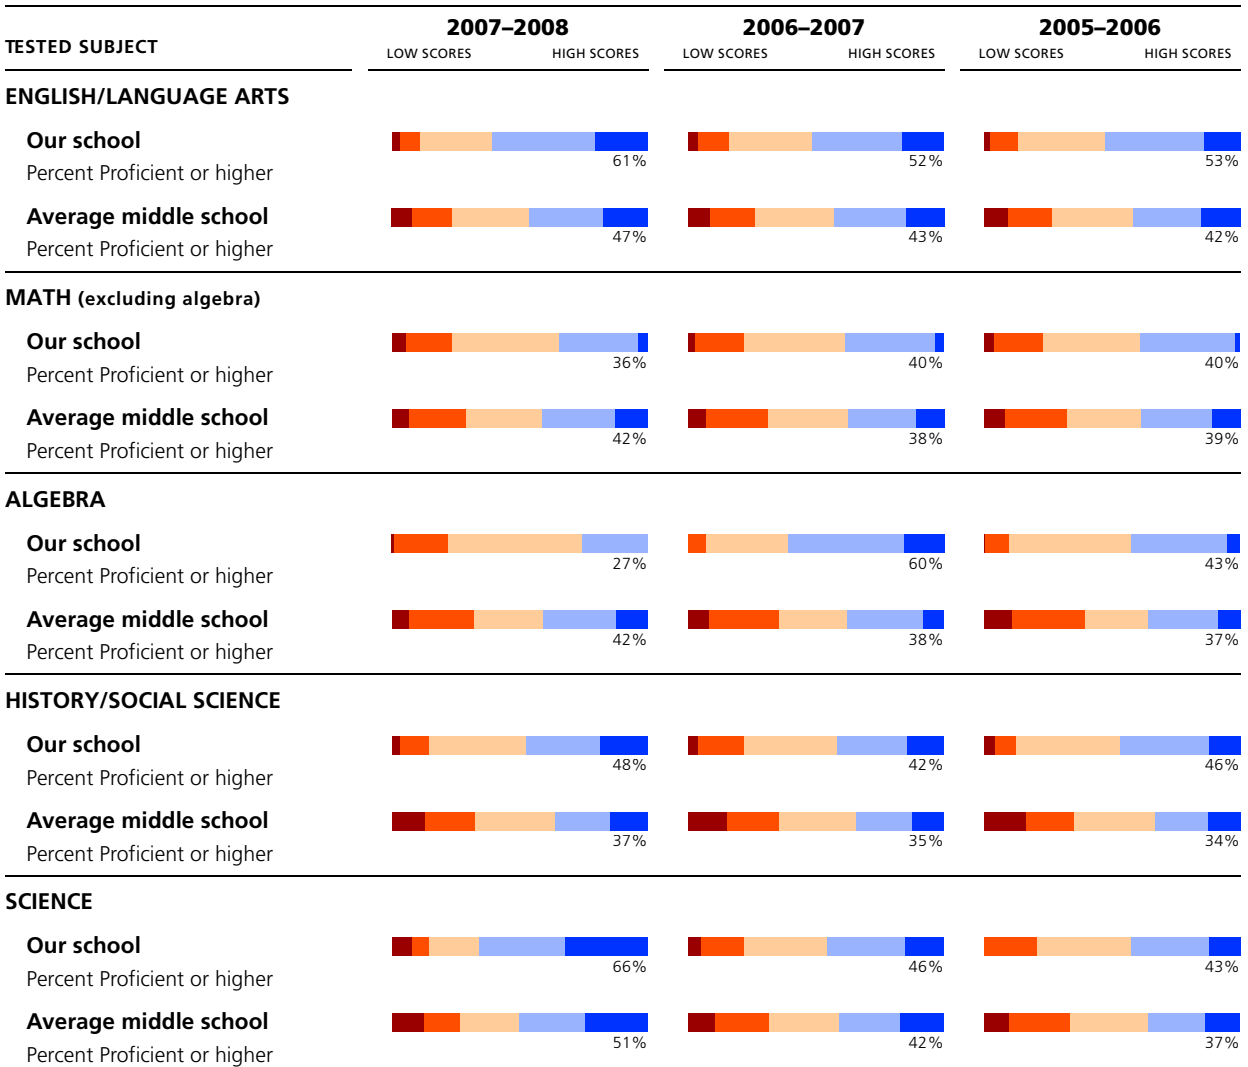 2007–2008 2006–2007 2005–2006
TESTED SUBJECT LOW SCORES HIGH SCORES LOW SCORES HIGH SCORES LOW SCORES HIGH SCORES
ENGLISH/LANGUAGE ARTS
Our school
61% 52% 53%
Percent Proficient or higher
Average middle school
47% 43% 42%
Percent Proficient or higher
MATH (excluding algebra)
Our school
36% 40% 40%
Percent Proficient or higher
Average middle school
42% 38% 39%
Percent Proficient or higher
ALGEBRA
Our school
27% 60% 43%
Percent Proficient or higher
Average middle school
42% 38% 37%
Percent Proficient or higher
HISTORY/SOCIAL SCIENCE
Our school
48% 42% 46%
Percent Proficient or higher
Average middle school
37% 35% 34%
Percent Proficient or higher
SCIENCE
Our school
66% 46% 43%
Percent Proficient or higher
Average middle school
51% 42% 37%
Percent Proficient or higher